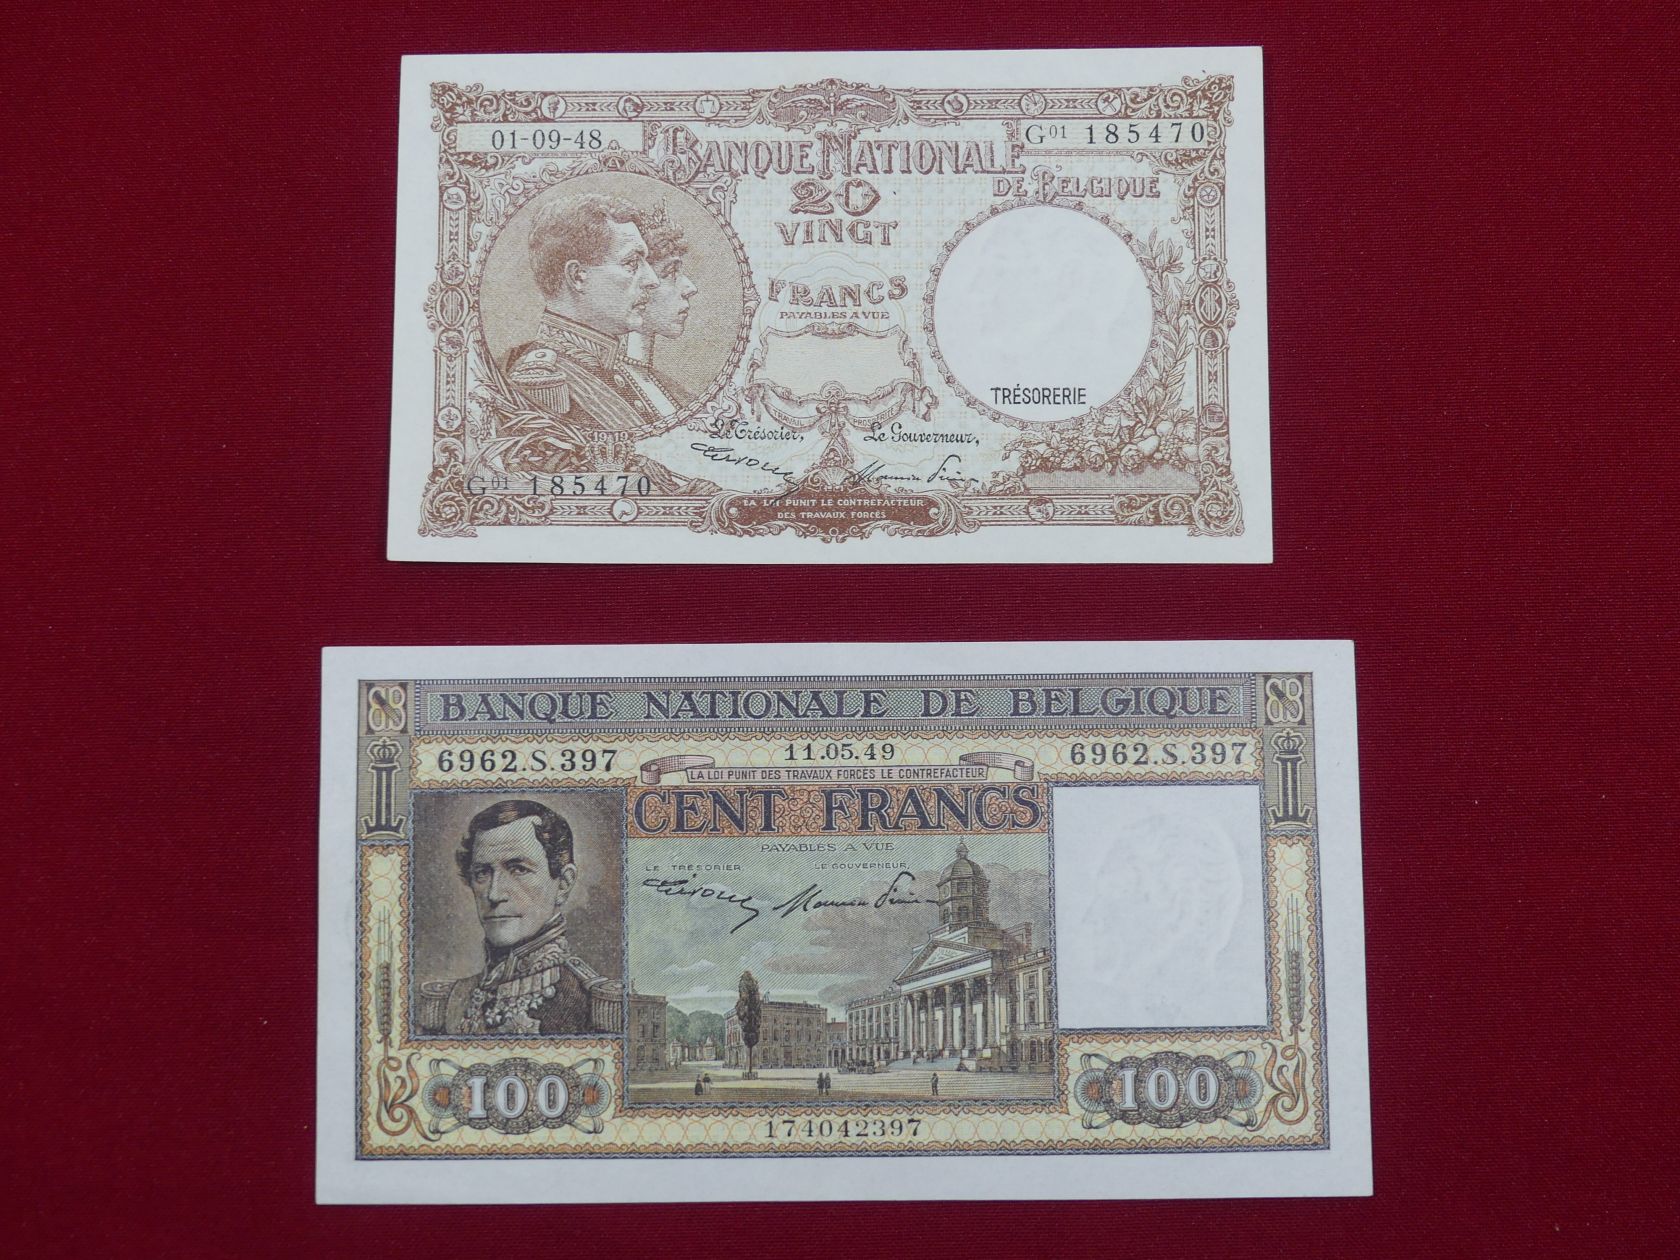 01-09-48
G01 185470
BANQUE NATIONALE
DE BELGIQUE
20
VINGT
FRANCS
PAYABLES A VUE
TRÉSORERIE
TRAVAIL
Le Trésorier, Le Gouverneur,
1919
G01 185470
LA LOI PUNIT LE CONTREFACTEUR
DES TRAVAUX FORCÉS
BANQUE NATIONALE DE BELGIQUE
6962.S.397 11.05.49 6962.S.397
LA LOI PUNIT DES TRAVAUX FORCÉS LE CONTREFACTEUR
CENT FRANCS
PAYABLES A VUE
LE TRÉSORIER, LE GOUVERNEUR,
100 100
174042397